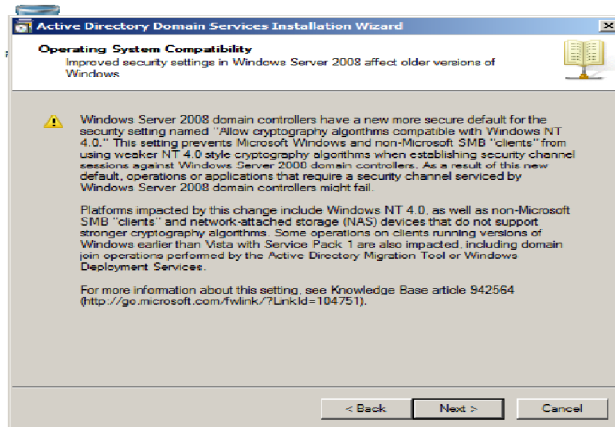 Active Directory Domain Services Installation Wizard
Operating System Compatibility
Improved security settings in Windows Server 2008 affect older versions of
Windows
Windows Server 2008 domain controllers have a new more secure default for the
security setting named "Allow cryptography algorithms compatible with Windows NT
4.0." This setting prevents Microsoft Windows and non-Microsoft SMB "clients" from
using weaker NT 4.0 style cryptography algorithms when establishing security channel
sessions against Windows Server 2008 domain controllers. As a result of this new
default, operations or applications that require a security channel serviced by
Windows Server 2008 domain controllers might fail.
Platforms impacted by this change include Windows NT 4.0, as well as non-Microsoft
SMB "clients" and network-attached storage (NAS) devices that do not support
stronger cryptography algorithms. Some operations on clients running versions of
Windows earlier than Vista with Service Pack 1 are also impacted, including domain
join operations performed by the Active Directory Migration Tool or Windows
Deployment Services.
For more information about this setting, see Knowledge Base article 942564
(http://go.microsoft.com/fwlink/?LinkId=104751).
< Back
Next >
Cancel